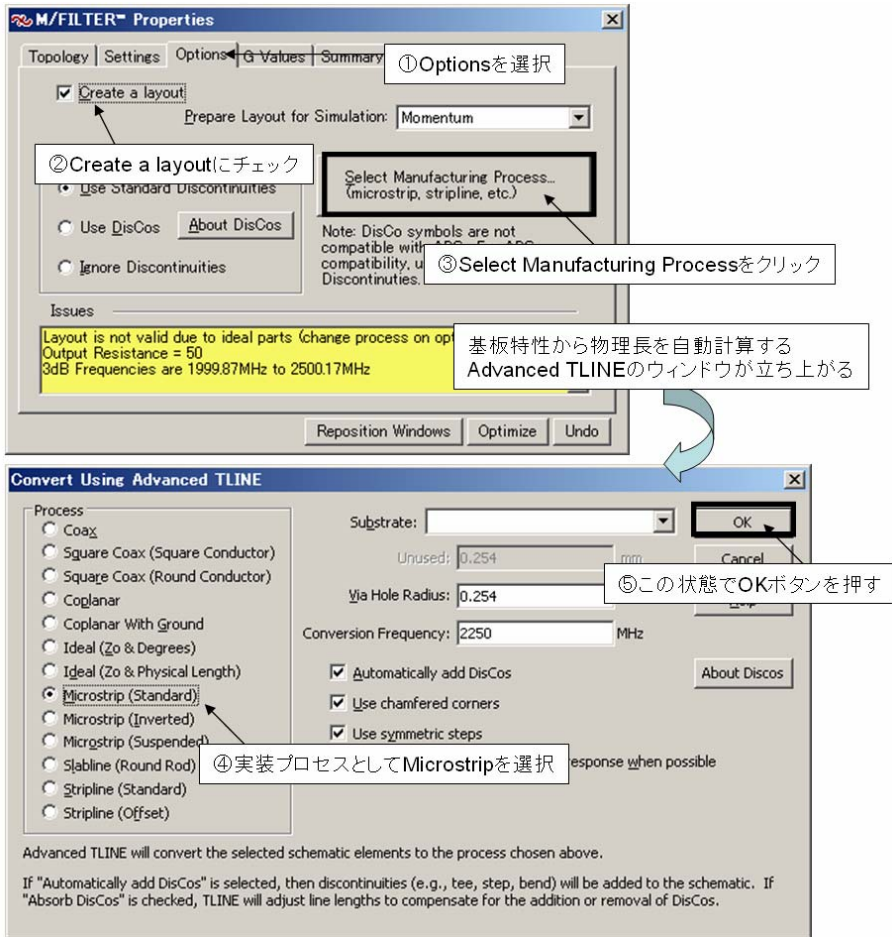 M/FILTER™ Properties
Topology Settings Options G Values Summary
①Optionsを選択
Create a layout
Prepare Layout for Simulation: Momentum
②Create a layoutにチェック
Use Standard Discontinuities
Select Manufacturing Process...
(microstrip, stripline, etc.)
Use DisCos About DisCos
Note: DisCo symbols are not
compatible with
③Select Manufacturing Processをクリック
Ignore Discontinuities
compatibility, u
Discontinuties.
Issues
Layout is not valid due to ideal parts (change process on opt
Output Resistance = 50
3dB Frequencies are 1999.87MHz to 2500.17MHz
基板特性から物理長を自動計算する
Advanced TLINEのウィンドウが立ち上がる
Reposition Windows Optimize Undo
Convert Using Advanced TLINE
Process
Coax
Square Coax (Square Conductor)
Square Coax (Round Conductor)
Coplanar
Coplanar With Ground
Ideal (Zo & Degrees)
Ideal (Zo & Physical Length)
Microstrip (Standard)
Microstrip (Inverted)
Microstrip (Suspended)
Slabline (Round Rod)
Stripline (Standard)
Stripline (Offset)
④実装プロセスとしてMicrostripを選択
Substrate:
OK
Unused: 0.254 mm
Cancel
⑤この状態でOKボタンを押す
Via Hole Radius: 0.254
Help
Conversion Frequency: 2250 MHz
Automatically add DisCos
About Discos
Use chamfered corners
Use symmetric steps
esponse when possible
Advanced TLINE will convert the selected schematic elements to the process chosen above.
If "Automatically add DisCos" is selected, then discontinuities (e.g., tee, step, bend) will be added to the schematic. If
"Absorb DisCos" is checked, TLINE will adjust line lengths to compensate for the addition or removal of DisCos.